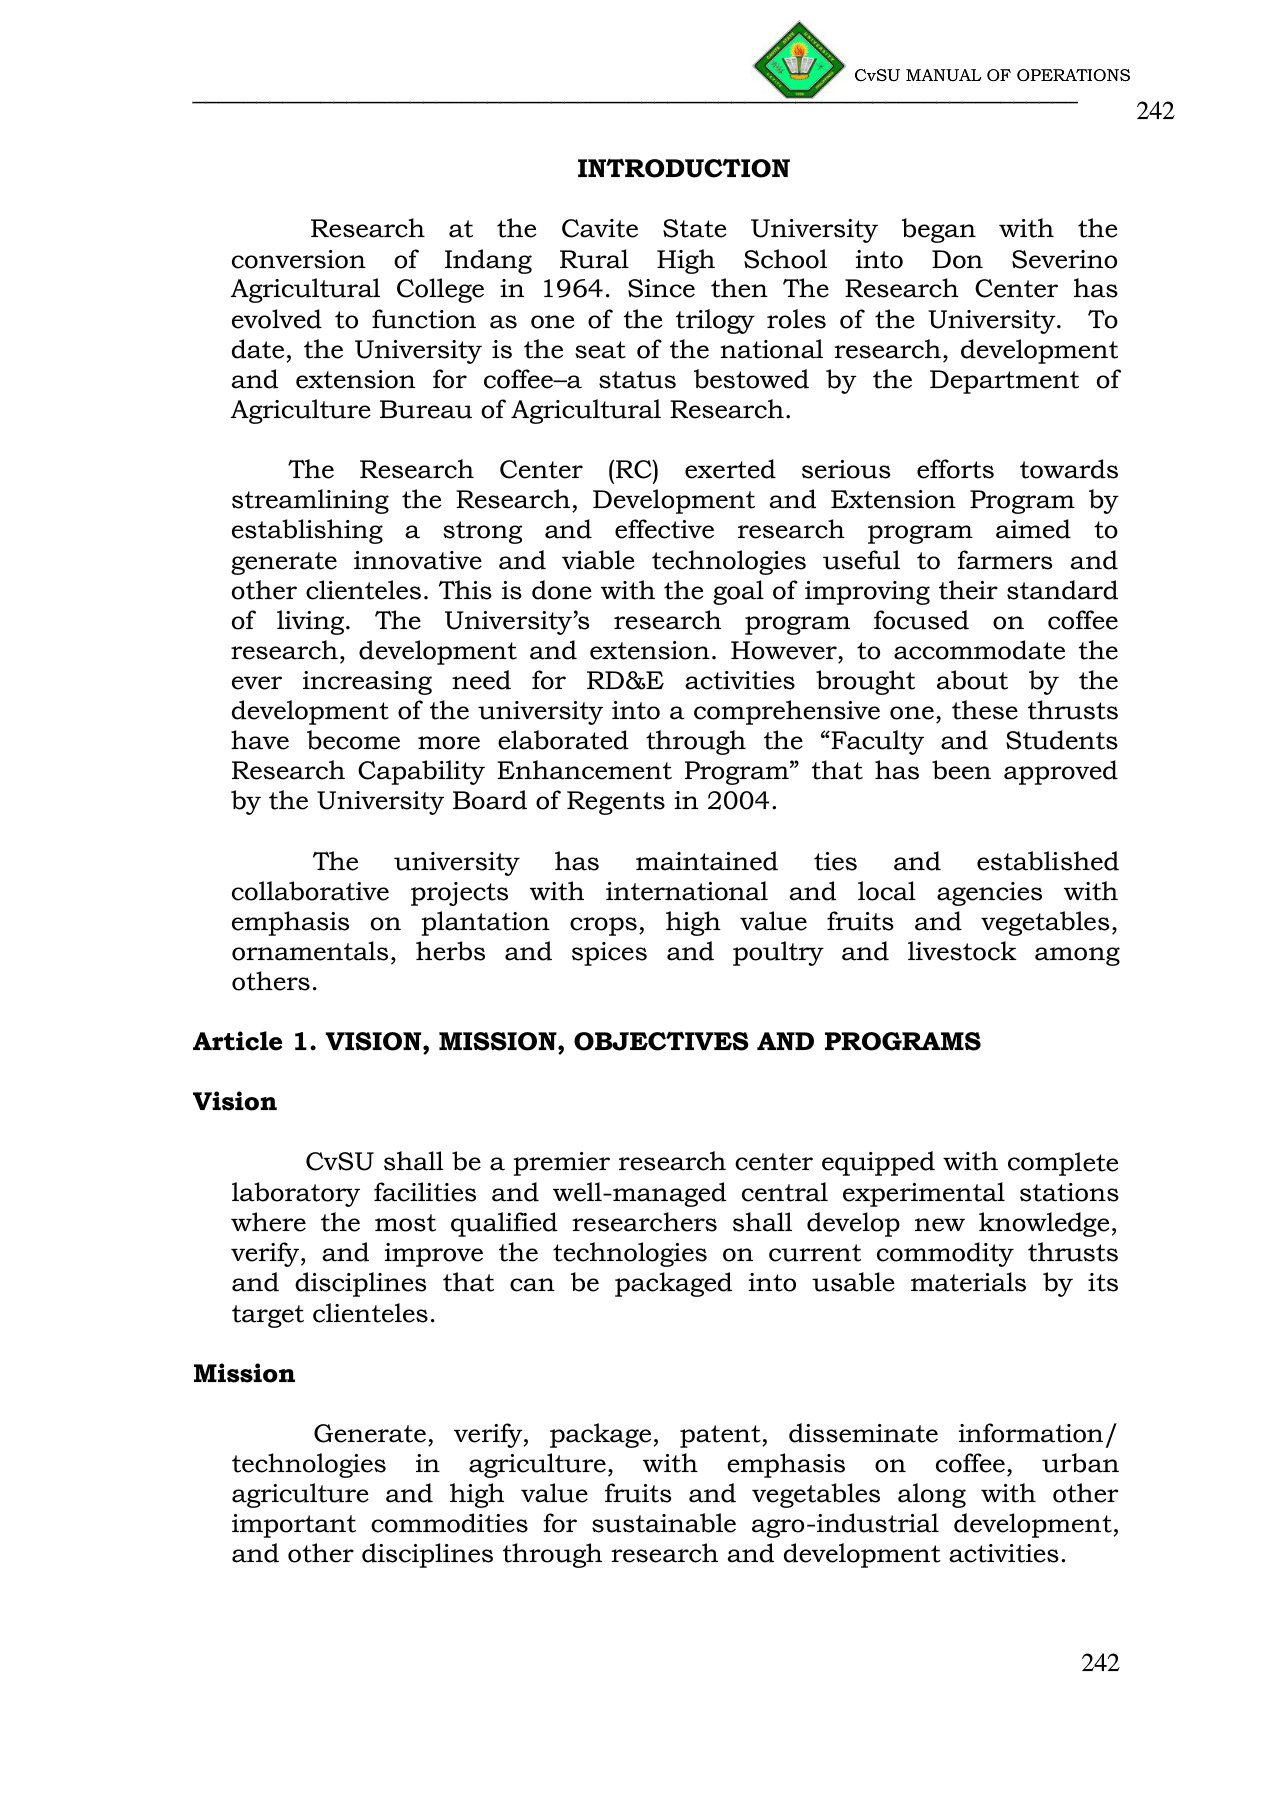 CvSU MANUAL OF OPERATIONS
242
INTRODUCTION
Research at the Cavite State University began with the
conversion of Indang Rural High School into Don Severino
Agricultural College in 1964. Since then The Research Center has
evolved to function as one of the trilogy roles of the University. To
date, the University is the seat of the national research, development
and extension for coffee–a status bestowed by the Department of
Agriculture Bureau of Agricultural Research.
The Research Center (RC) exerted serious efforts towards
streamlining the Research, Development and Extension Program by
establishing a strong and effective research program aimed to
generate innovative and viable technologies useful to farmers and
other clienteles. This is done with the goal of improving their standard
of living. The University’s research program focused on coffee
research, development and extension. However, to accommodate the
ever increasing need for RD&E activities brought about by the
development of the university into a comprehensive one, these thrusts
have become more elaborated through the “Faculty and Students
Research Capability Enhancement Program” that has been approved
by the University Board of Regents in 2004.
The university has maintained ties and established
collaborative projects with international and local agencies with
emphasis on plantation crops, high value fruits and vegetables,
ornamentals, herbs and spices and poultry and livestock among
others.
Article 1. VISION, MISSION, OBJECTIVES AND PROGRAMS
Vision
CvSU shall be a premier research center equipped with complete
laboratory facilities and well-managed central experimental stations
where the most qualified researchers shall develop new knowledge,
verify, and improve the technologies on current commodity thrusts
and disciplines that can be packaged into usable materials by its
target clienteles.
Mission
Generate, verify, package, patent, disseminate information/
technologies in agriculture, with emphasis on coffee, urban
agriculture and high value fruits and vegetables along with other
important commodities for sustainable agro-industrial development,
and other disciplines through research and development activities.
242